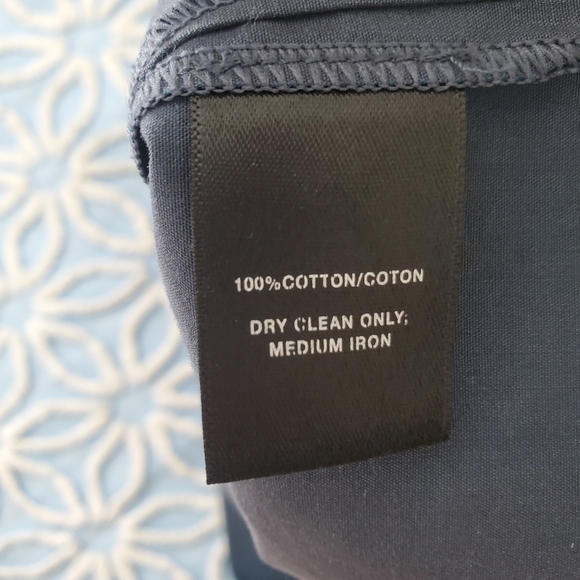 100%COTTON/COTON
DRY CLEAN ONLY;
MEDIUM IRON